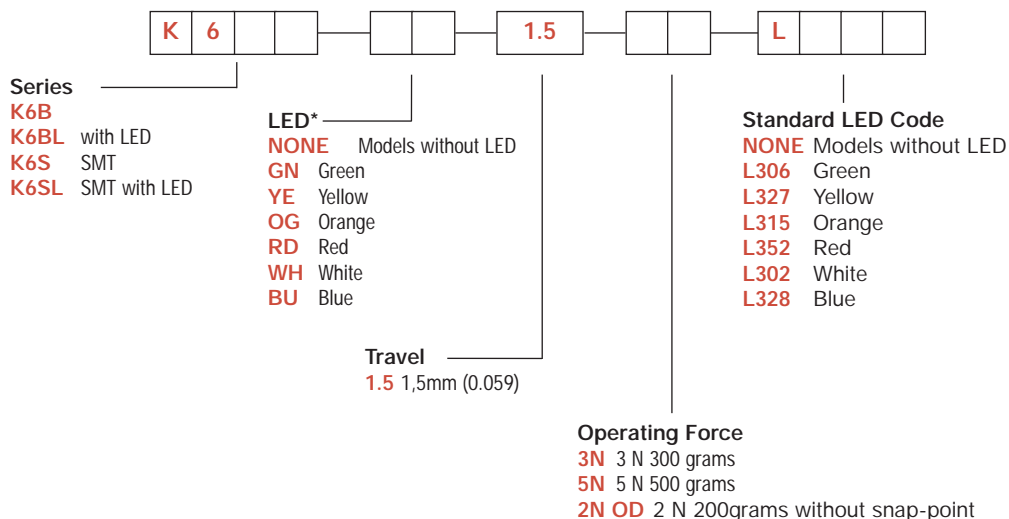 K 6 1.5 L
Series
K6B
K6BL with LED
K6S SMT
K6SL SMT with LED
LED*
NONE Models without LED
GN Green
YE Yellow
OG Orange
RD Red
WH White
BU Blue
Travel
1.5 1,5mm (0.059)
Operating Force
3N 3 N 300 grams
5N 5 N 500 grams
2N OD 2 N 200grams without snap-point
Standard LED Code
NONE Models without LED
L306 Green
L327 Yellow
L315 Orange
L352 Red
L302 White
L328 Blue